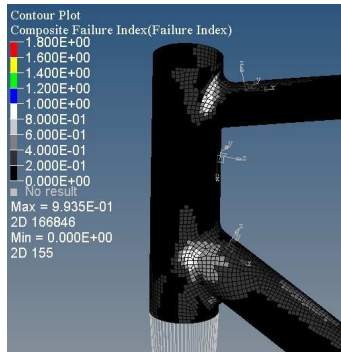 Contour Plot
Composite Failure Index(Failure Index)
1.800E+00
1.600E+00
1.400E+00
1.200E+00
1.000E+00
8.000E-01
6.000E-01
4.000E-01
2.000E-01
0.000E+00
No result
Max = 9.935E-01
2D 166846
Min = 0.000E+00
2D 155